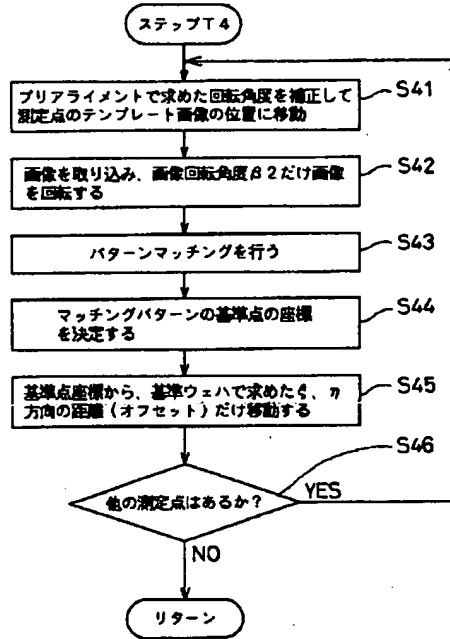 ステップT4
プリアライメントで求めた回転角度を補正して
測定点のテンプレート画像の位置に移動
S41
画像を取り込み、画像回転角度β2だけ画像
を回転する
S42
パターンマッチングを行う
S43
マッチングパターンの基準点の座標
を決定する
S44
基準点座標から、基準ウェハで求めたξ、η
方向の距離(オフセット)だけ移動する
S45
S46
他の測定点はあるか?
YES
NO
リターン